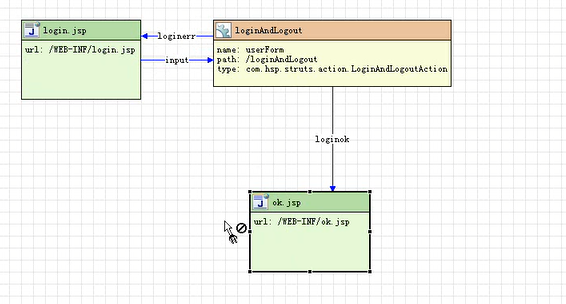 login.jsp
url: /WEB-INF/login.jsp
loginerr
input
loginAndLogout
name: userForm
path: /loginAndLogout
type: com.hsp.struts.action.LoginAndLogoutAction
loginok
ok.jsp
url: /WEB-INF/ok.jsp